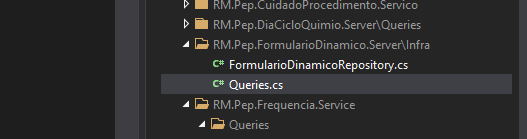 RM.Pep.CuidadoProcedimento.Servico
RM.Pep.DiaCicloQuimio.Server\Queries
RM.Pep.FormularioDinamico.Server\Infra
C# FormularioDinamicoRepository.cs
C# Queries.cs
RM.Pep.Frequencia.Service
Queries